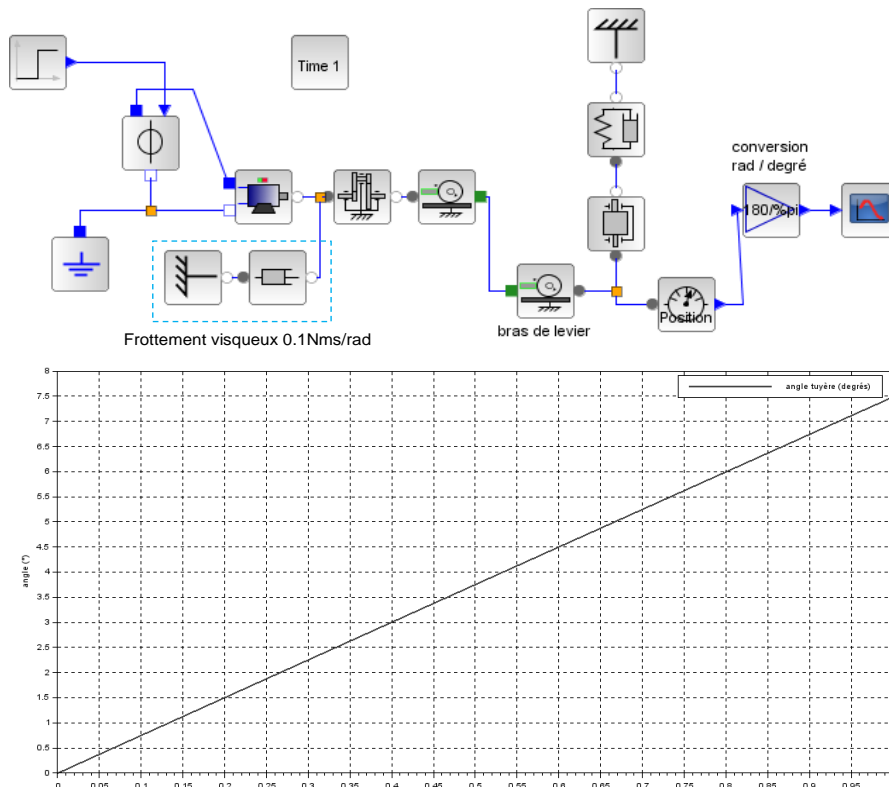 Time 1
conversion
rad / degré
180/%pi
Position
bras de levier
Frottement visqueux 0.1Nms/rad
angle tuyère (degrés)
angle (°)
8
7.5
7
6.5
6
5.5
5
4.5
4
3.5
3
2.5
2
1.5
1
0.5
0
0 0.05 0.1 0.15 0.2 0.25 0.3 0.35 0.4 0.45 0.5 0.55 0.6 0.65 0.7 0.75 0.8 0.85 0.9 0.95